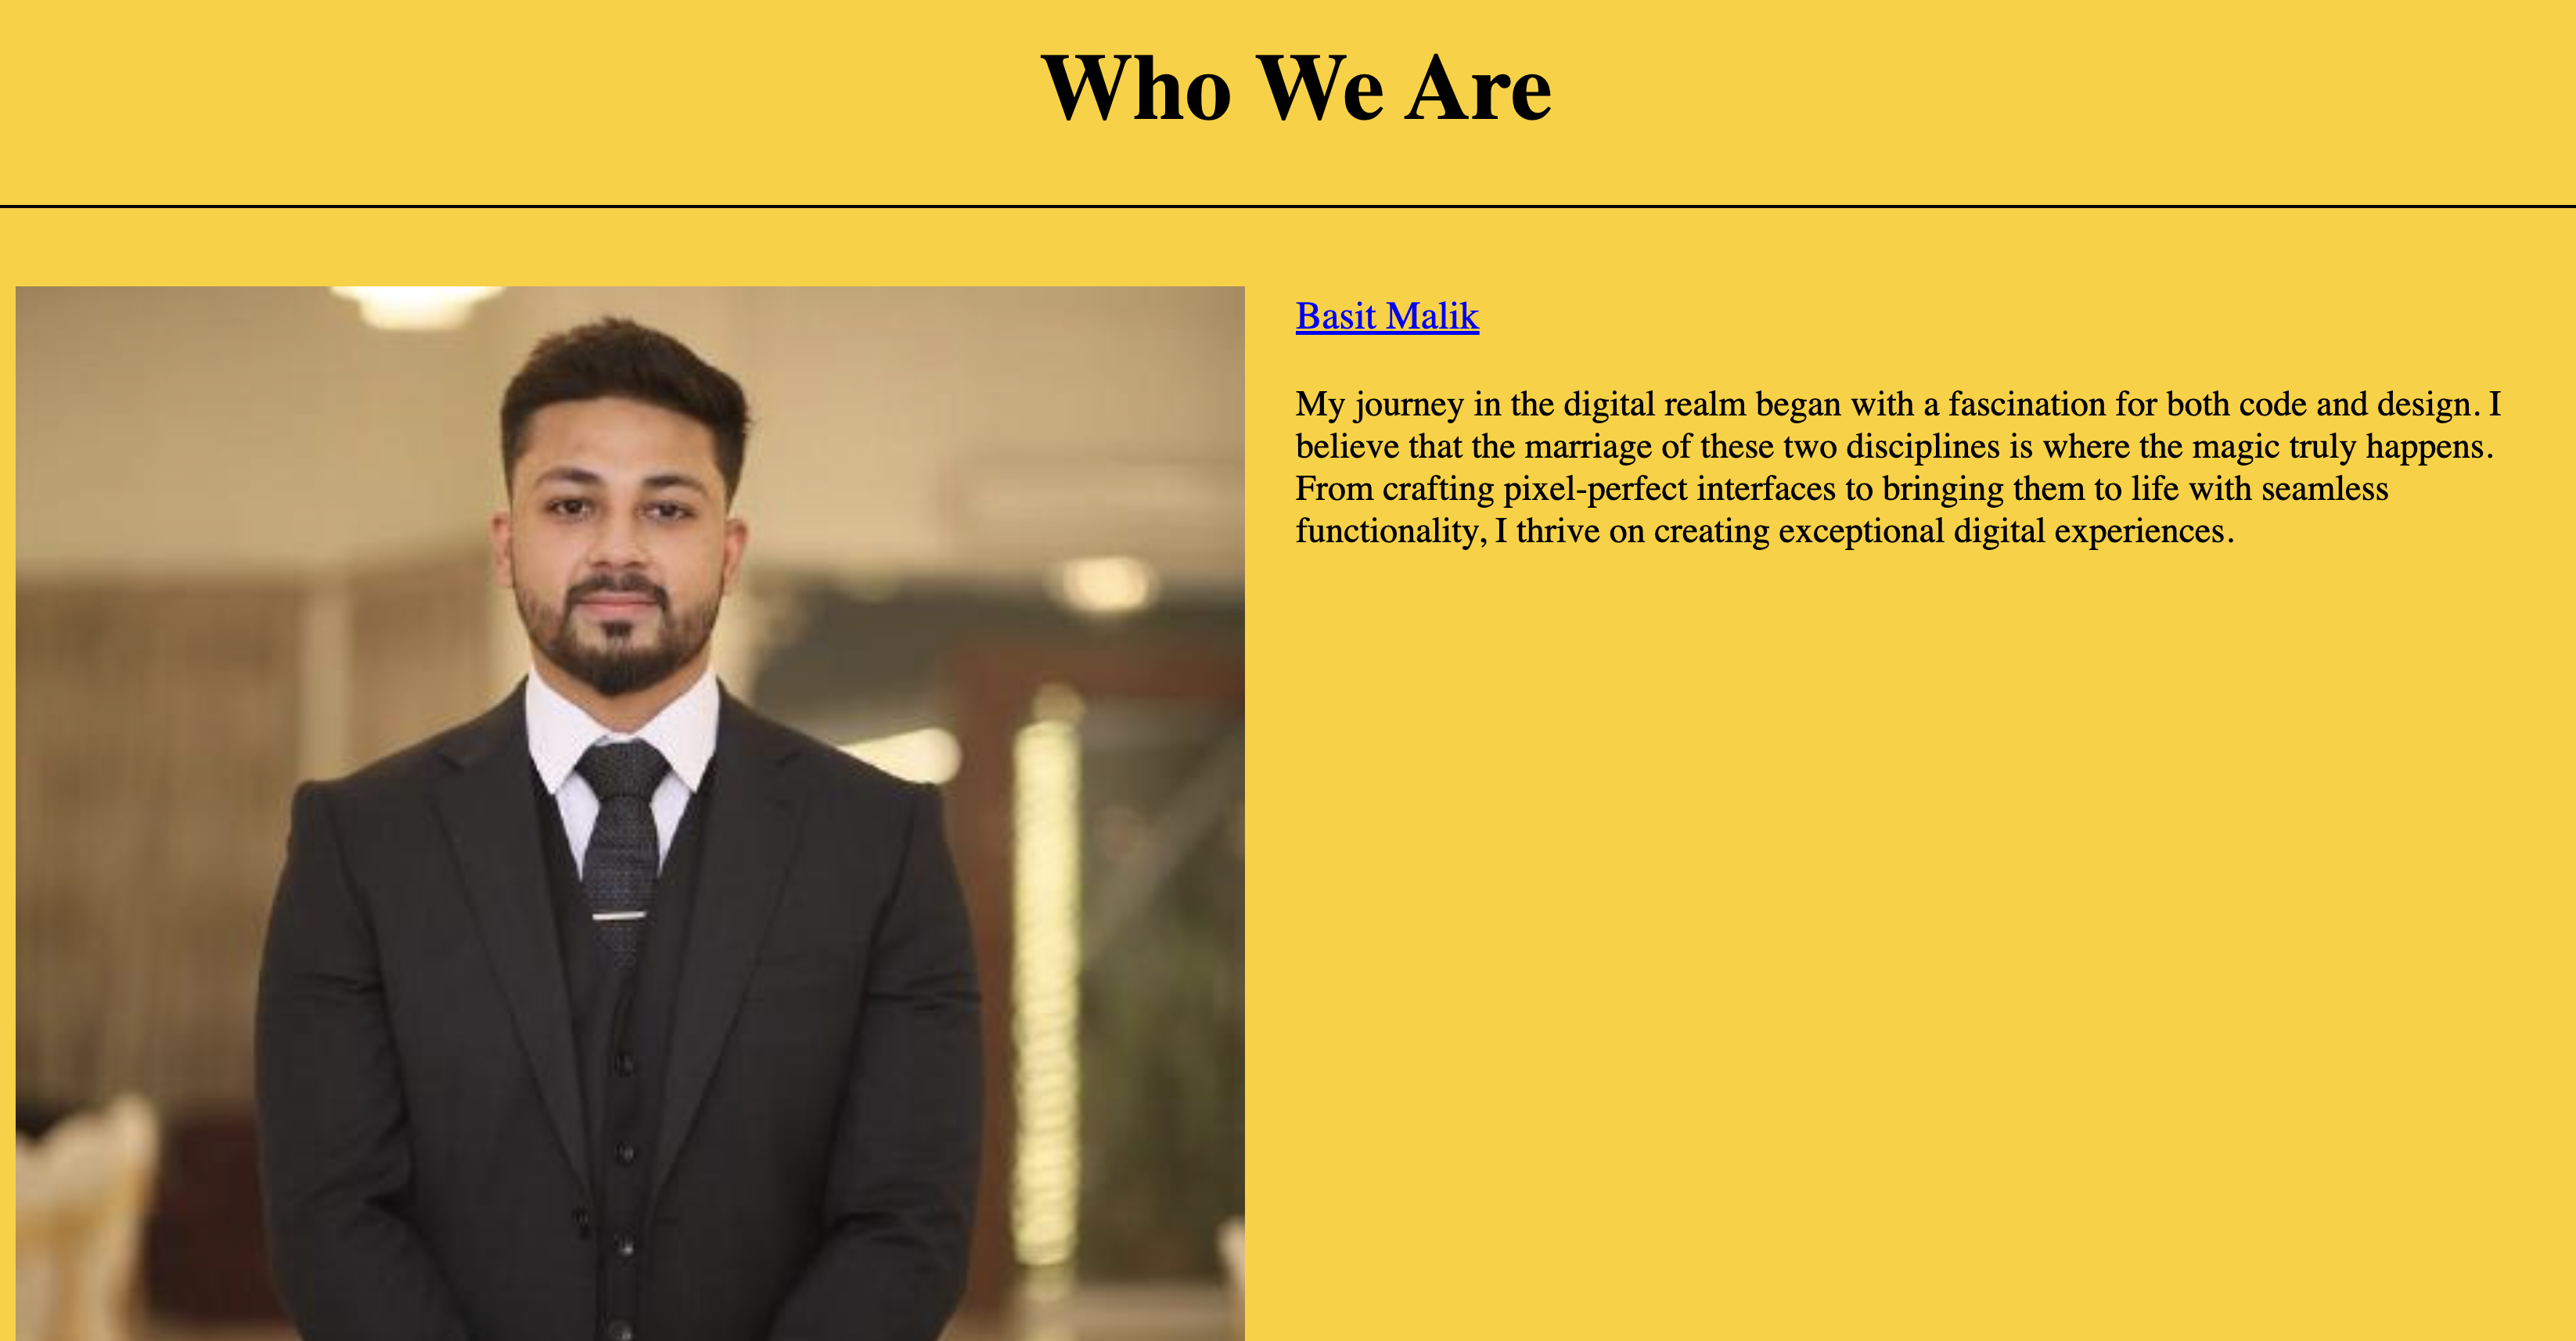 Who We Are
Basit Malik
My journey in the digital realm began with a fascination for both code and design. I
believe that the marriage of these two disciplines is where the magic truly happens.
From crafting pixel-perfect interfaces to bringing them to life with seamless
functionality, I thrive on creating exceptional digital experiences.